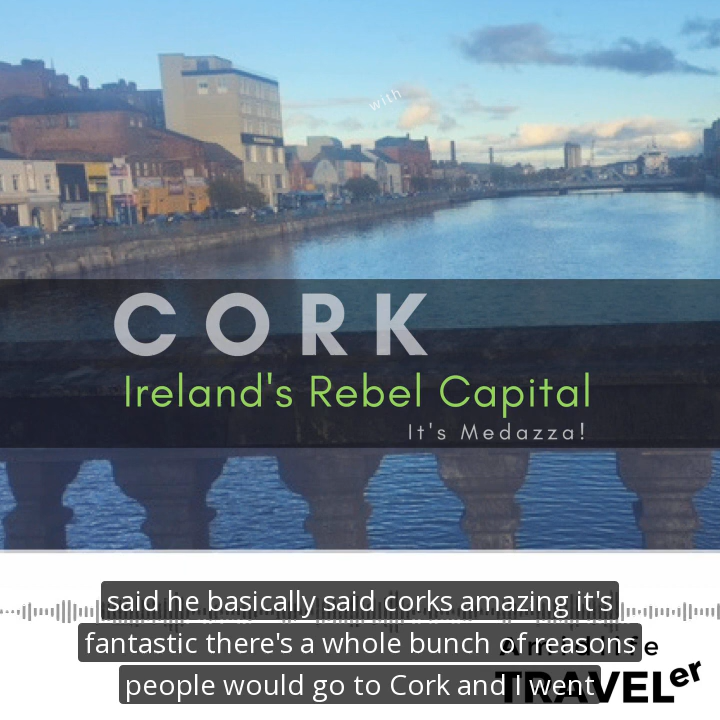 with
CORK
Ireland's Rebel Capital
It's Medazza!
said he basically said corks amazing it's
fantastic there's a whole bunch of reasons
people would go to Cork and I went
TRAVELer